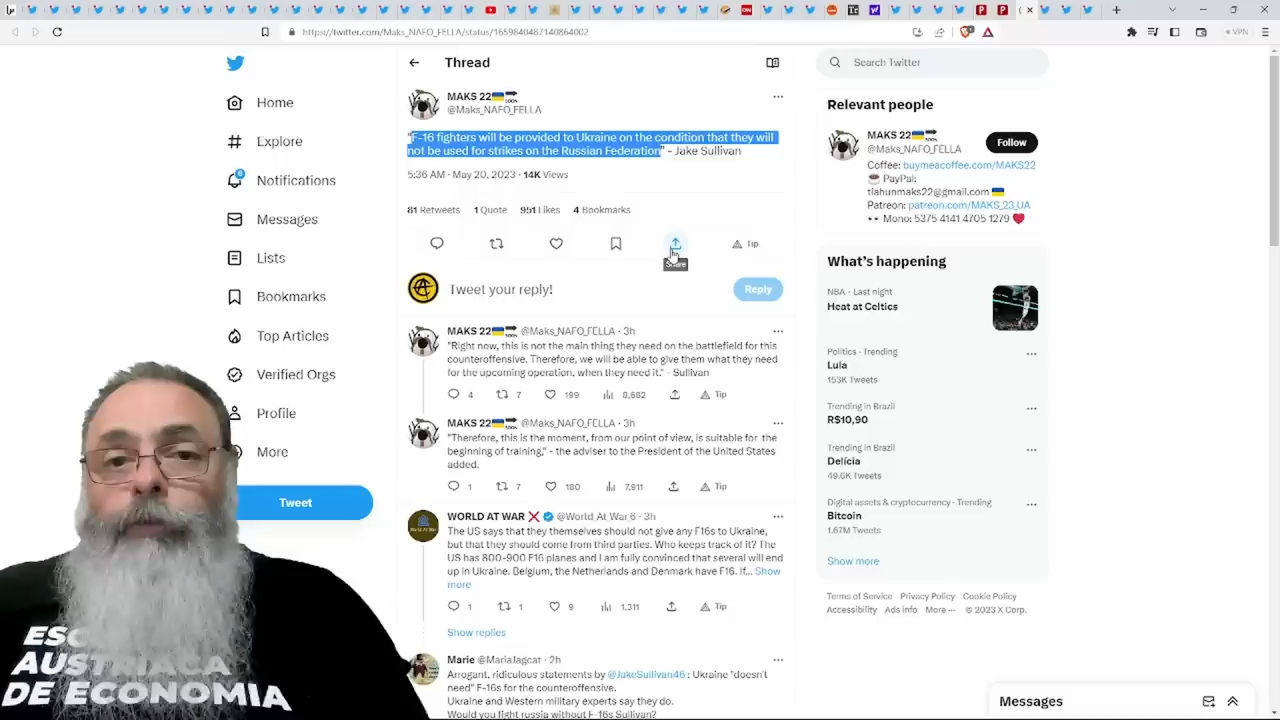 https://twitter.com/Maks_NAFO_FELLA/status/1659840487140864002
VPN
Home
Explore
6
Notifications
Messages
Lists
Bookmarks
Top Articles
Verified Orgs
Profile
More
Tweet
Thread
MAKS 22
@Maks_NAFO_FELLA
"F-16 fighters will be provided to Ukraine on the condition that they will
not be used for strikes on the Russian Federation" - Jake Sullivan
5:36 AM · May 20, 2023 · 14K Views
81 Retweets 1 Quote 951 Likes 4 Bookmarks
Tip
Share
Tweet your reply!
Reply
MAKS 22 @Maks_NAFO_FELLA · 3h
"Right now, this is not the main thing they need on the battlefield for this
counteroffensive. Therefore, we will be able to give them what they need
for the upcoming operation, when they need it." - Sullivan
4 7 199 8,682 Tip
MAKS 22 @Maks_NAFO_FELLA · 3h
"Therefore, this is the moment, from our point of view, is suitable for the
beginning of training," - the adviser to the President of the United States
added.
1 7 180 7,911 Tip
WORLD AT WAR @World_At_War_6 · 3h
The US says that they themselves should not give any F16s to Ukraine,
but that they should come from third parties. Who keeps track of it? The
US has 800-900 F16 planes and I am fully convinced that several will end
up in Ukraine. Belgium, the Netherlands and Denmark have F16. If... Show
more
1 1 9 1,311 Tip
Show replies
Marie @MariaJagcat · 2h
Arrogant, ridiculous statements by @JakeSullivan46 : Ukraine "doesn't
need" F-16s for the counteroffensive.
Ukraine and Western military experts say they do.
Would you fight russia without F-16s Sullivan?
Search Twitter
Relevant people
MAKS 22
@Maks_NAFO_FELLA
Follow
Coffee: buymeacoffee.com/MAKS22
PayPal:
tiahunmaks22@gmail.com
Patreon: patreon.com/MAKS_23_UA
Mono: 5375 4141 4705 1279
What's happening
NBA · Last night
Heat at Celtics
Politics · Trending
Lula
153K Tweets
Trending in Brazil
R$10,90
Trending in Brazil
Delícia
49.6K Tweets
Digital assets & cryptocurrency · Trending
Bitcoin
1.67M Tweets
Show more
Terms of Service Privacy Policy Cookie Policy
Accessibility Ads info More ··· © 2023 X Corp.
Messages
AUSTRIACA
DE ECONOMIA